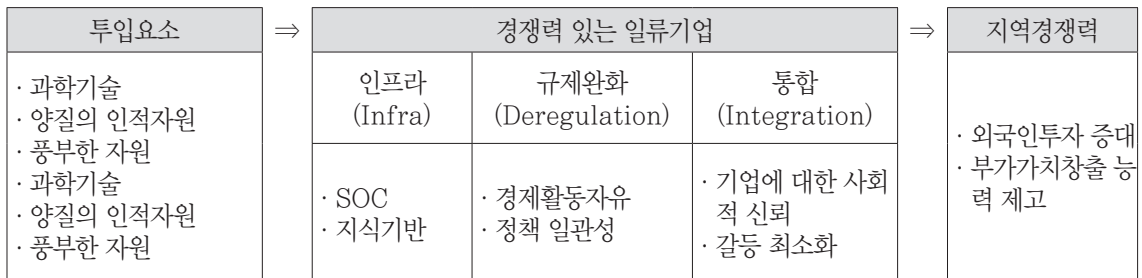 투입요소 ⇒ 경쟁력 있는 일류기업 ⇒ 지역경쟁력
· 과학기술
· 양질의 인적자원
· 풍부한 자원
· 과학기술
· 양질의 인적자원
· 풍부한 자원
인프라
(Infra)
규제완화
(Deregulation)
통합
(Integration)
· SOC
· 지식기반
· 경제활동자유
· 정책 일관성
· 기업에 대한 사회
적 신뢰
· 갈등 최소화
· 외국인투자 증대
· 부가가치창출 능
력 제고